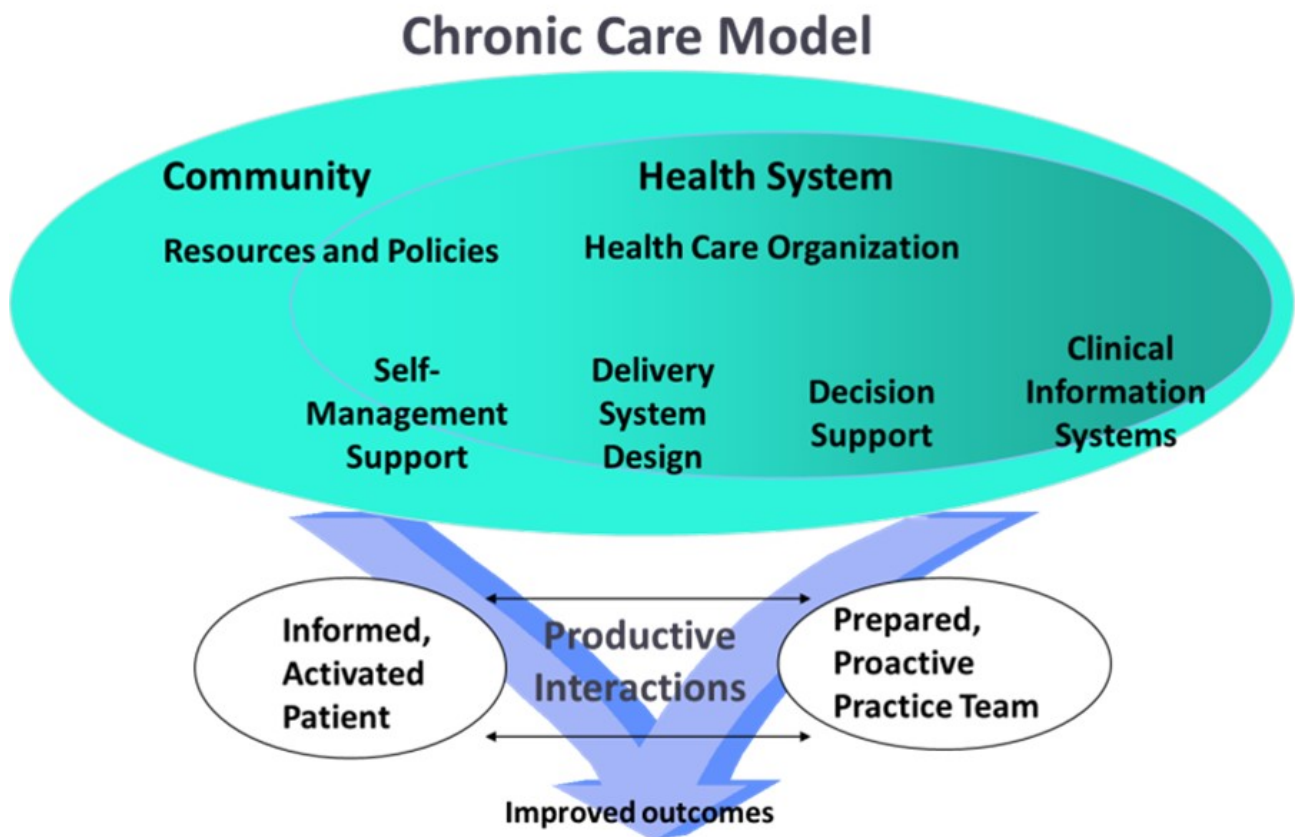 Chronic Care Model
Community
Health System
Resources and Policies
Health Care Organization
Self-
Management
Support
Delivery
System
Design
Decision
Support
Clinical
Information
Systems
Informed,
Activated
Patient
Productive
Interactions
Prepared,
Proactive
Practice Team
Improved outcomes